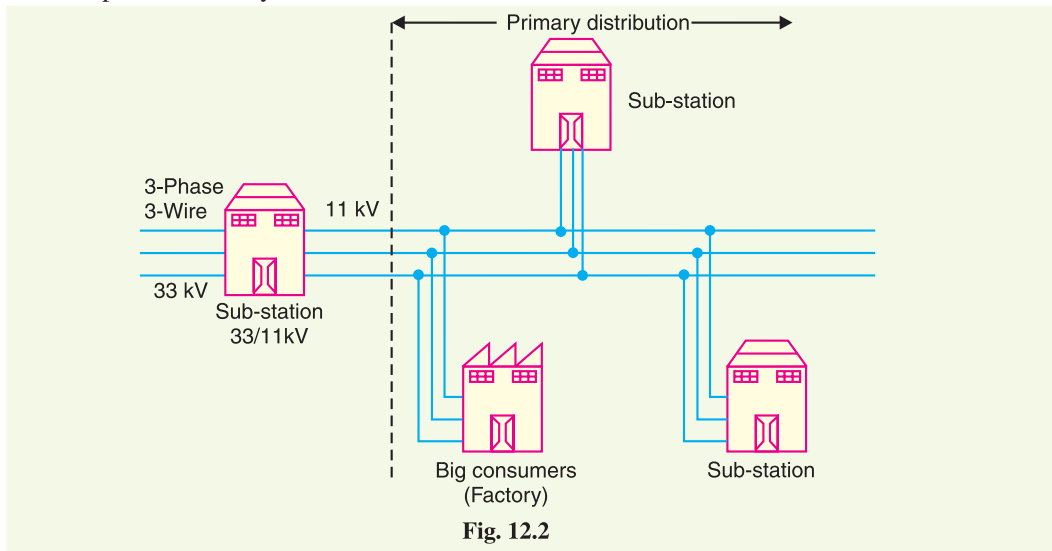 Primary distribution
Sub-station
3-Phase
3-Wire
11 kV
33 kV
Sub-station
33/11kV
Big consumers
(Factory)
Sub-station
Fig. 12.2